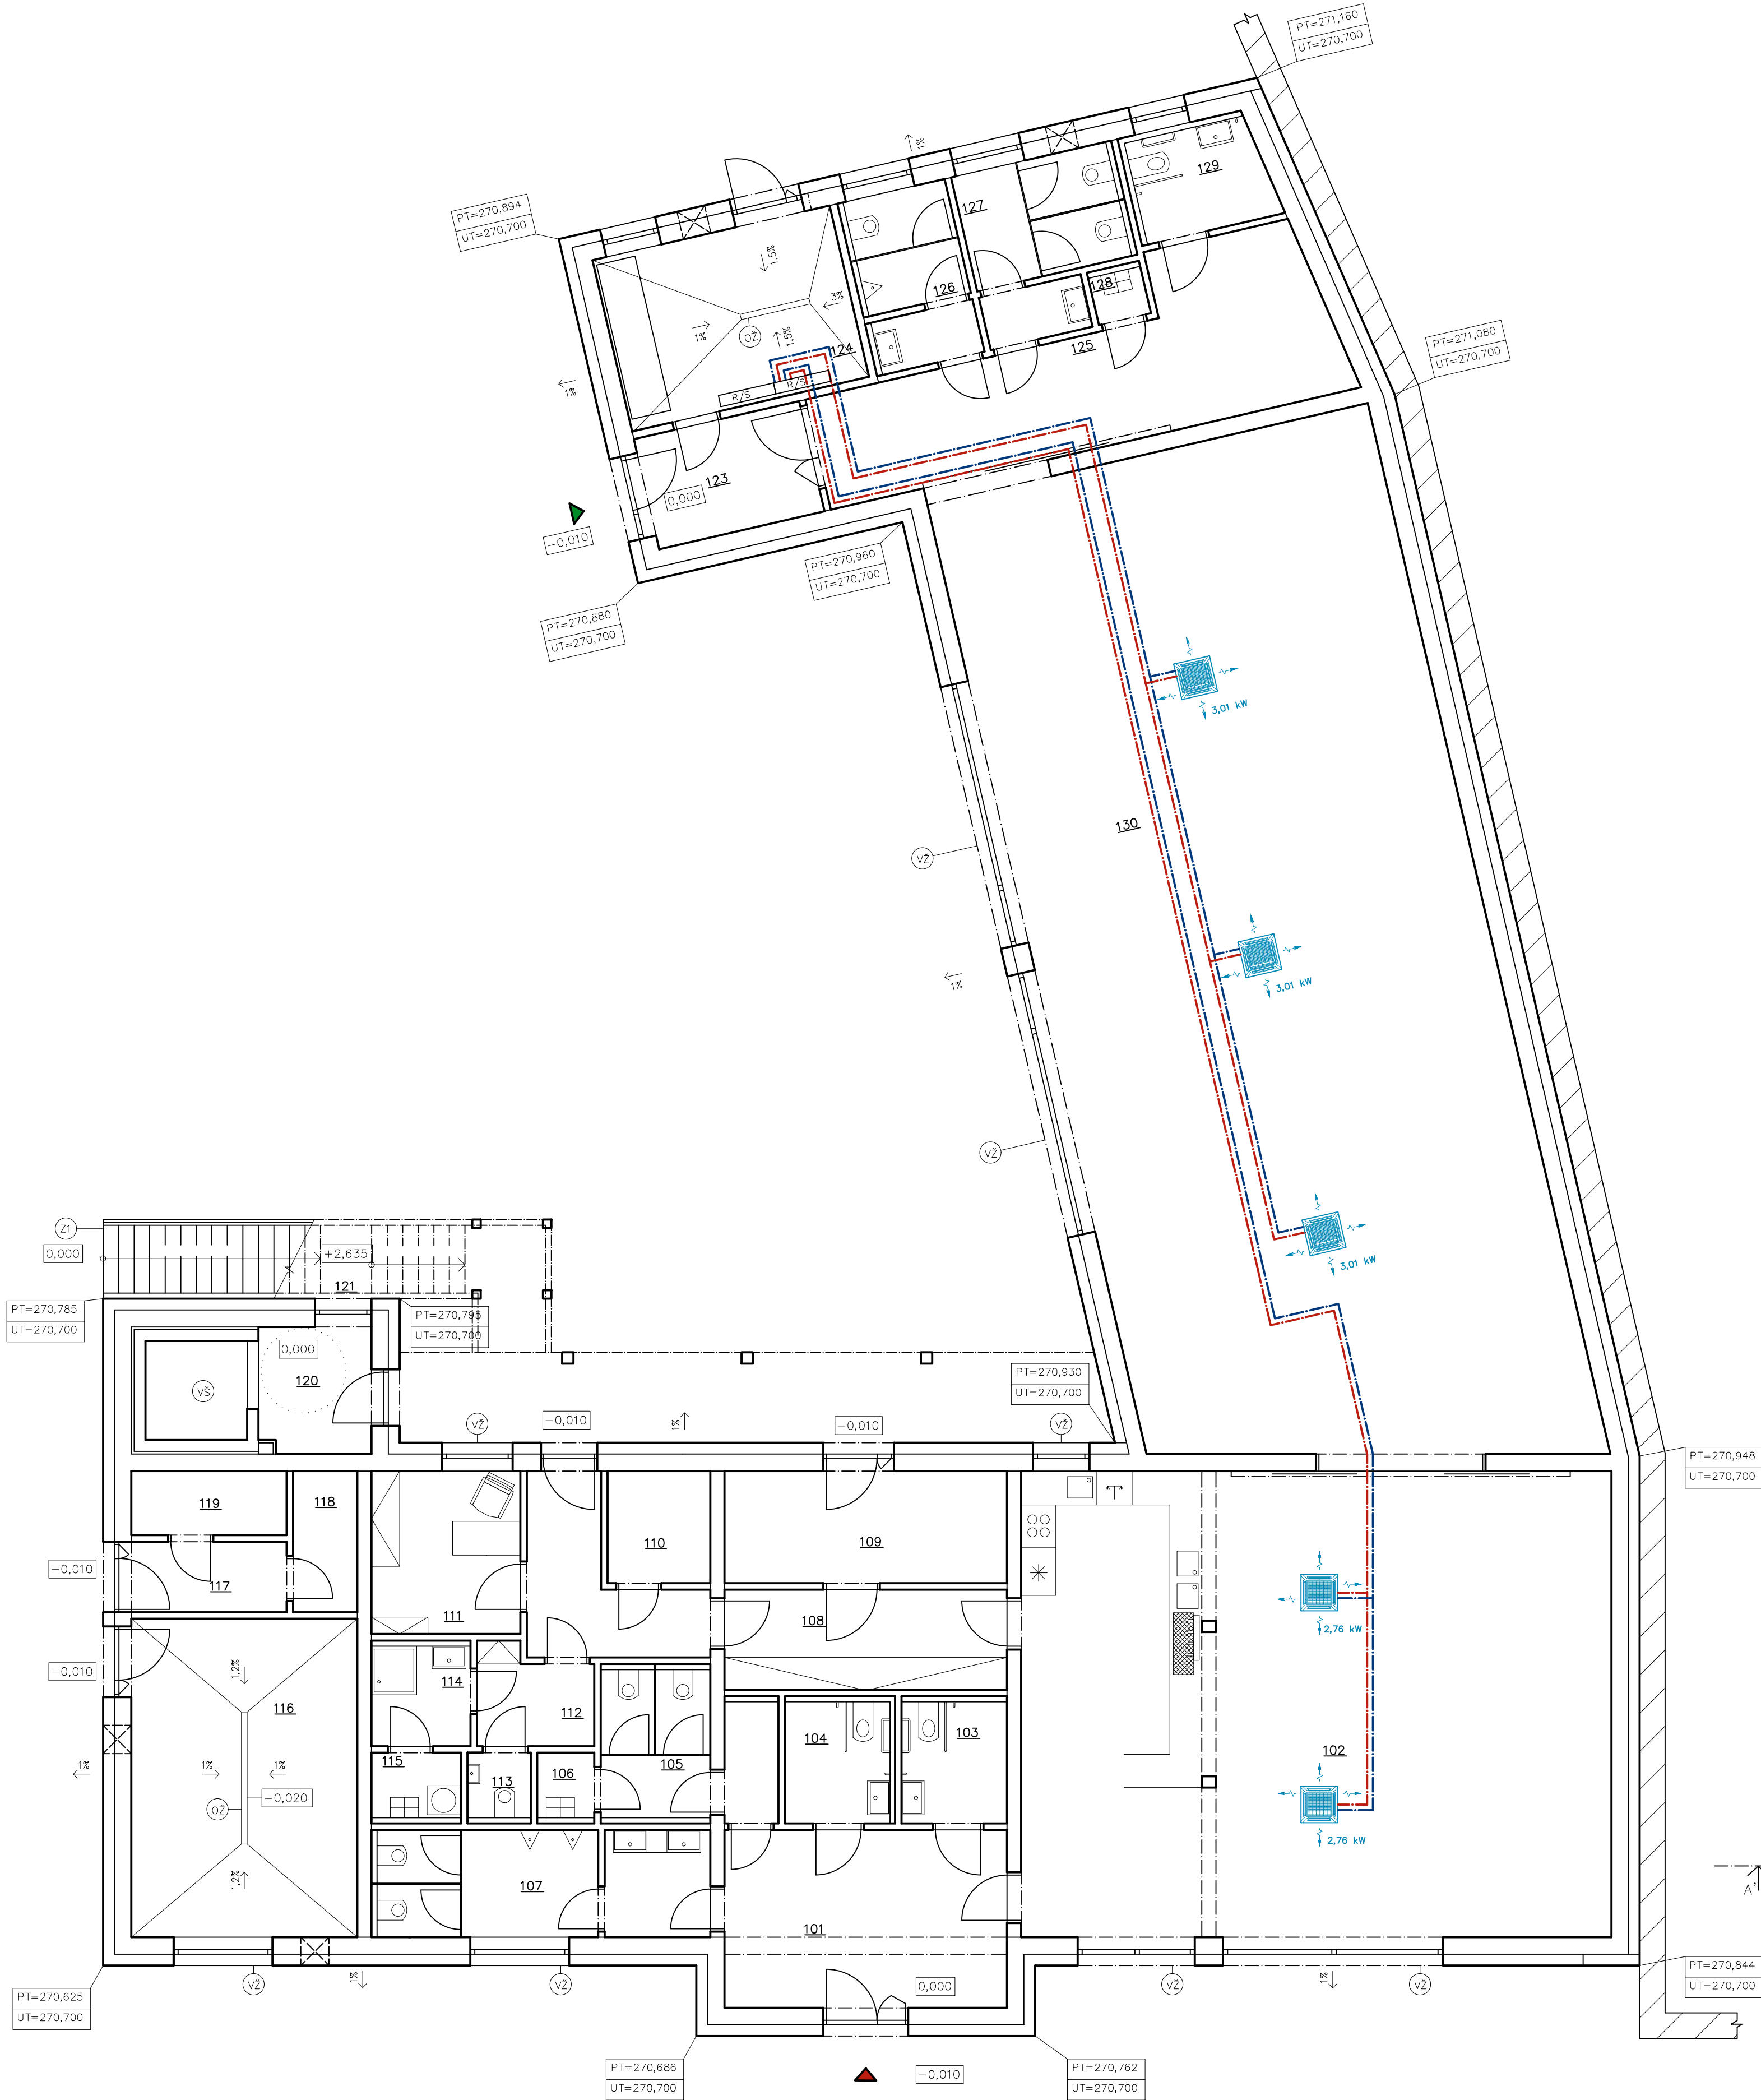 PT=271,160
UT=270,700
129
1%
PT=270,894
UT=270,700
127
1,5%
128
126
3%
1%
OŽ
1,5%
124
125
PT=271,080
UT=270,700
1%
R/S
R/S
123
0,000
-0,010
PT=270,960
UT=270,700
PT=270,880
UT=270,700
3,01 kW
130
VŽ
1%
3,01 kW
VŽ
Z1
0,000
+2,635
3,01 kW
121
PT=270,785
UT=270,700
PT=270,795
UT=270,700
0,000
120
VŠ
PT=270,930
UT=270,700
VŽ
-0,010
1%
-0,010
VŽ
PT=270,948
UT=270,700
119
118
110
109
-0,010
117
111
108
2,76 kW
-0,010
1,2%
114
116
112
104
103
102
1%
1%
1%
115
113
106
105
-0,020
OŽ
2,76 kW
1,2%
107
A'
101
1%
VŽ
VŽ
0,000
VŽ
1%
VŽ
PT=270,844
UT=270,700
PT=270,625
UT=270,700
PT=270,686
UT=270,700
-0,010
PT=270,762
UT=270,700